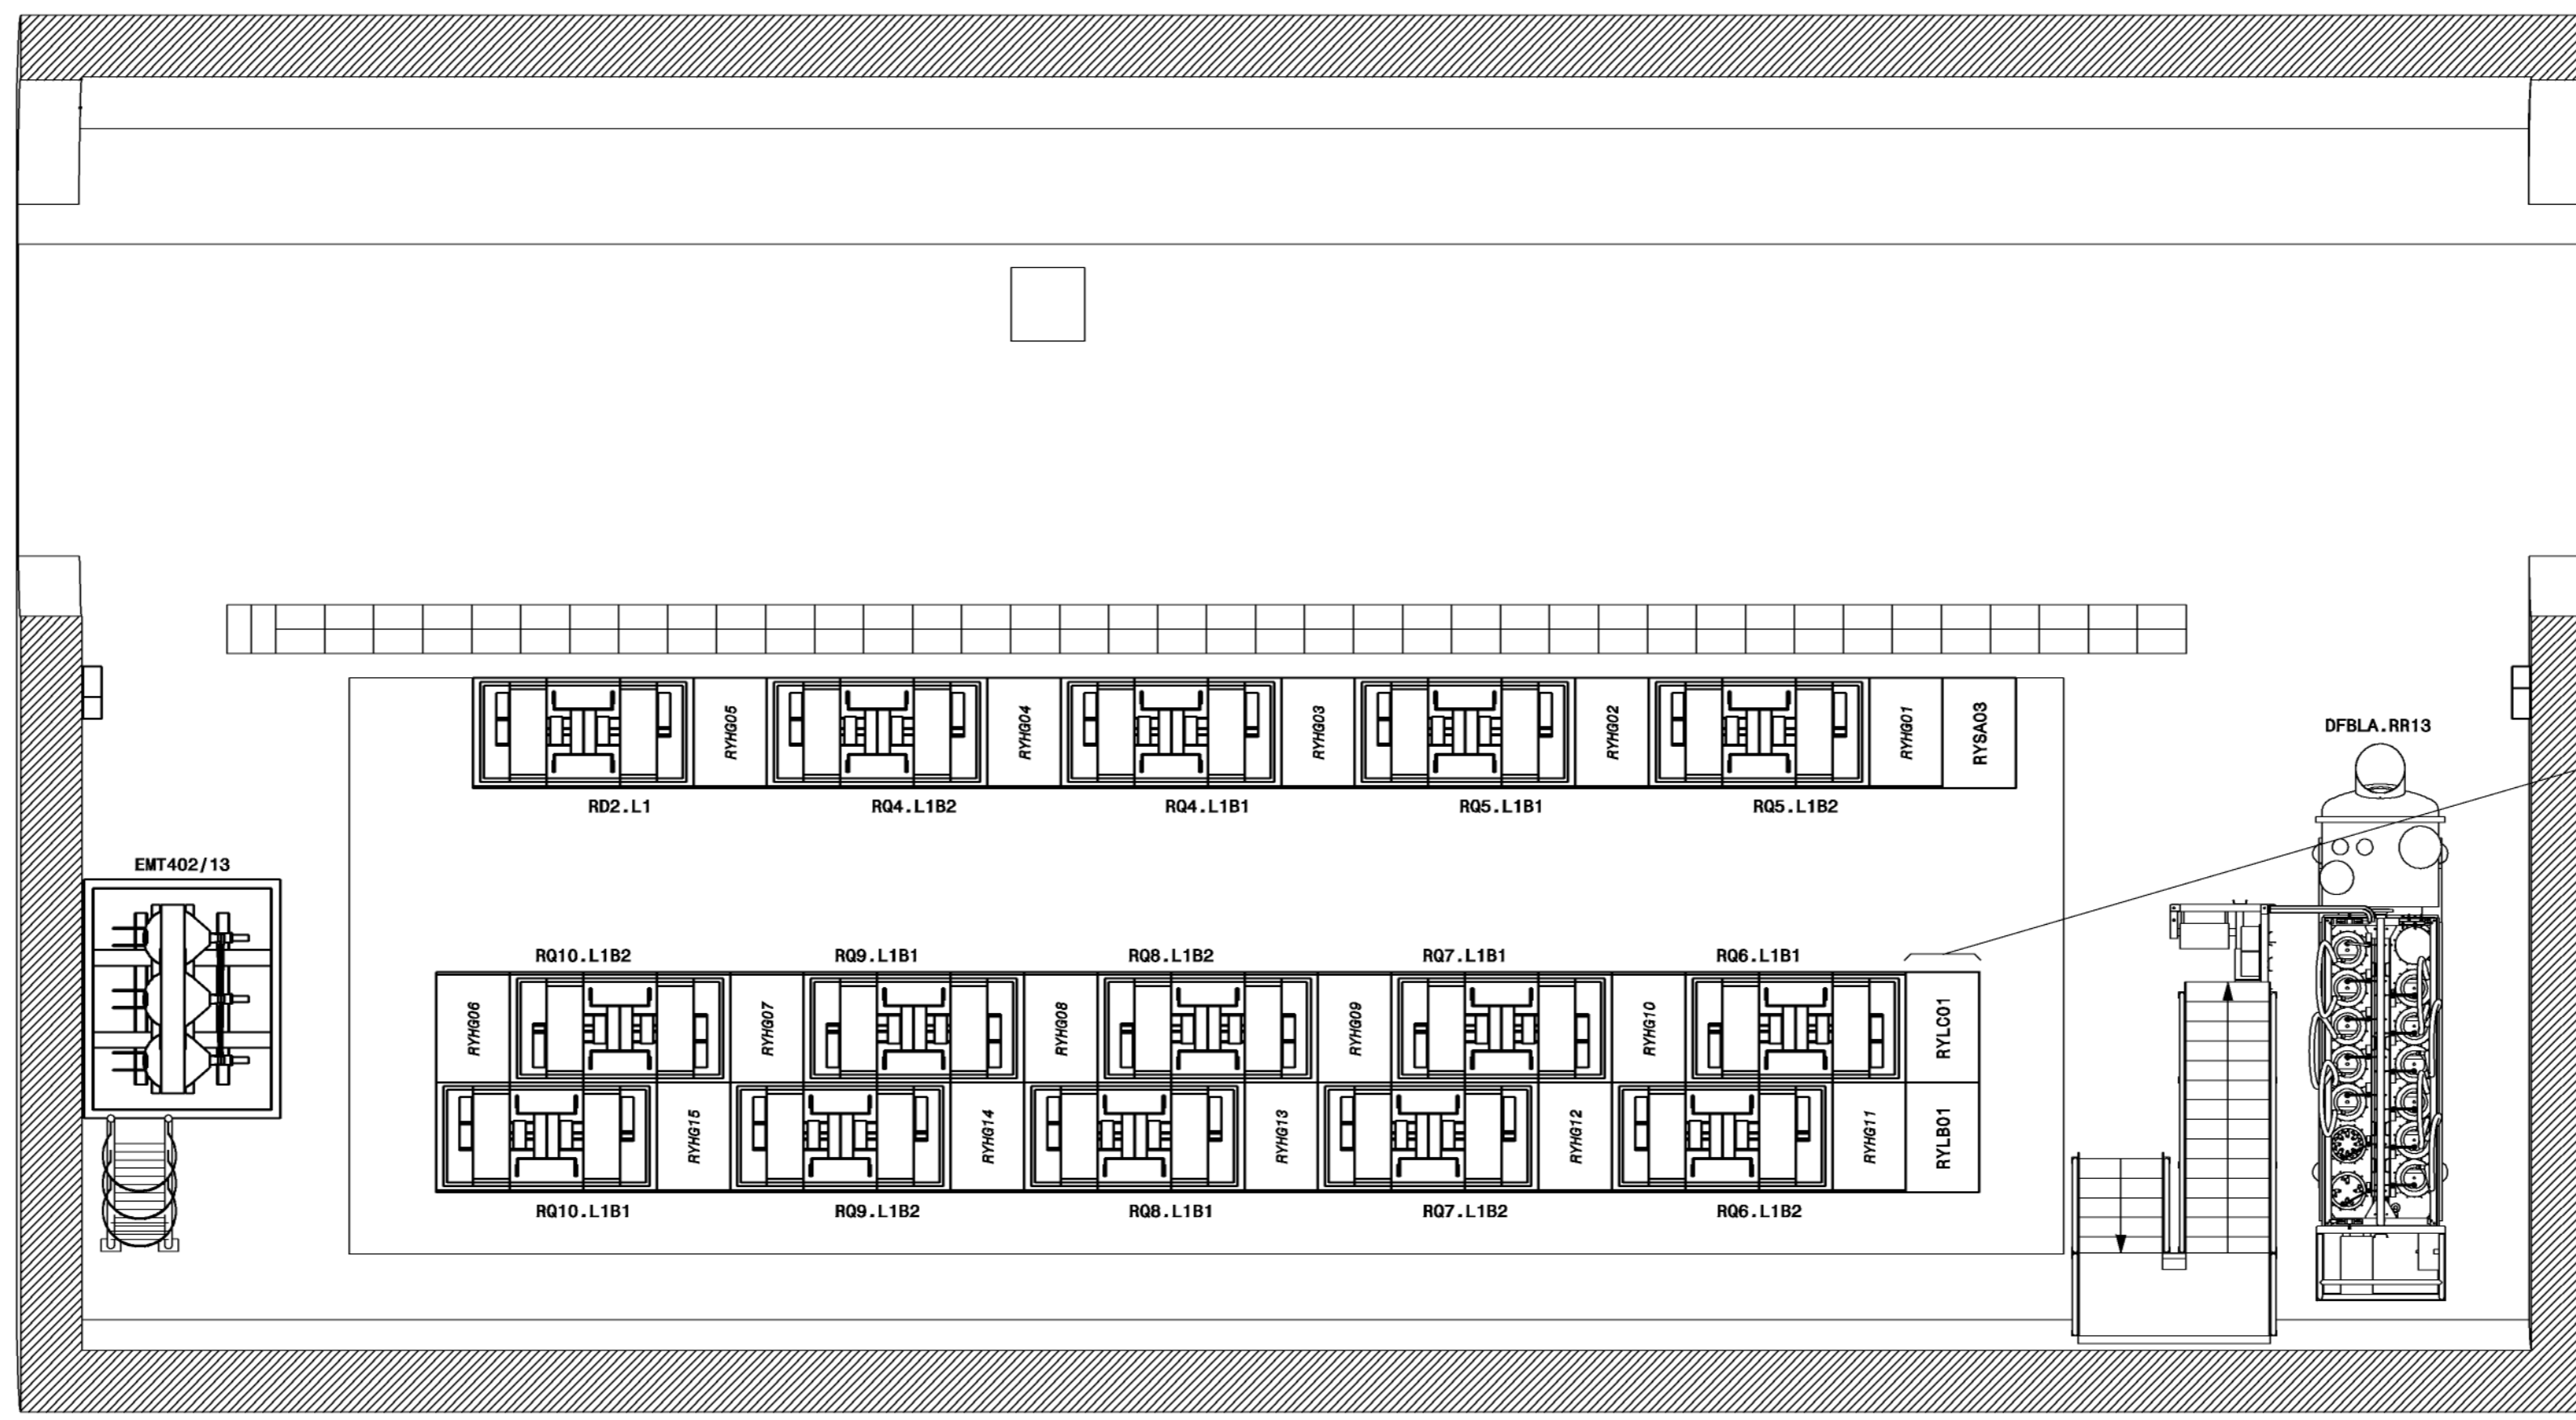 RYHG05
RYHG04
RYHG03
RYHG02
RYHG01
RYSA03
DFBLA.RR13
RD2.L1
RQ4.L1B2
RQ4.L1B1
RQ5.L1B1
RQ5.L1B2
EMT402/13
RQ10.L1B2
RQ9.L1B1
RQ8.L1B2
RQ7.L1B1
RQ6.L1B1
RYHG06
RYHG07
RYHG08
RYHG09
RYHG10
RYLC01
RYHG15
RYHG14
RYHG13
RYHG12
RYHG11
RYLB01
RQ10.L1B1
RQ9.L1B2
RQ8.L1B1
RQ7.L1B2
RQ6.L1B2